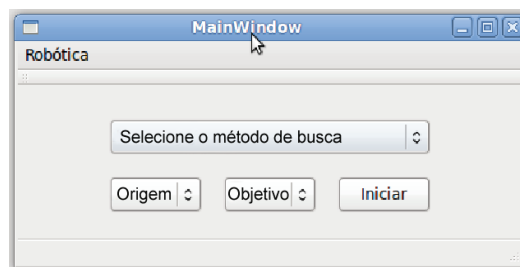 MainWindow
Robótica
Selecione o método de busca
Origem Objetivo Iniciar